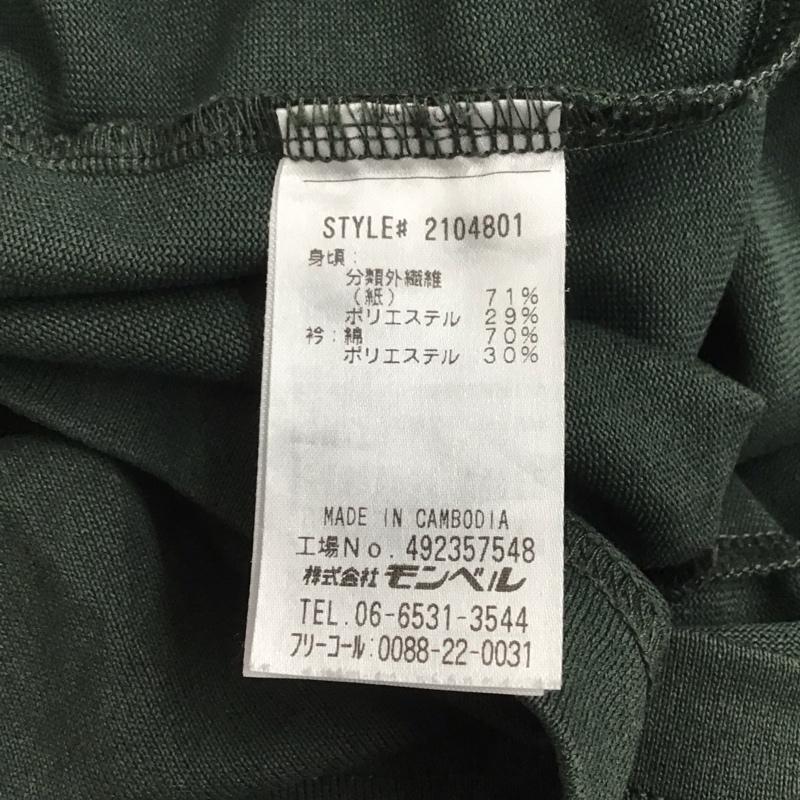 STYLE# 2104801
身頃:
分類外繊維
(紙) 71%
ポリエステル 29%
衿:綿 70%
ポリエステル 30%
MADE IN CAMBODIA
工場No. 492357548
株式会社 モンベル
TEL. 06-6531-3544
フリーコール:0088-22-0031